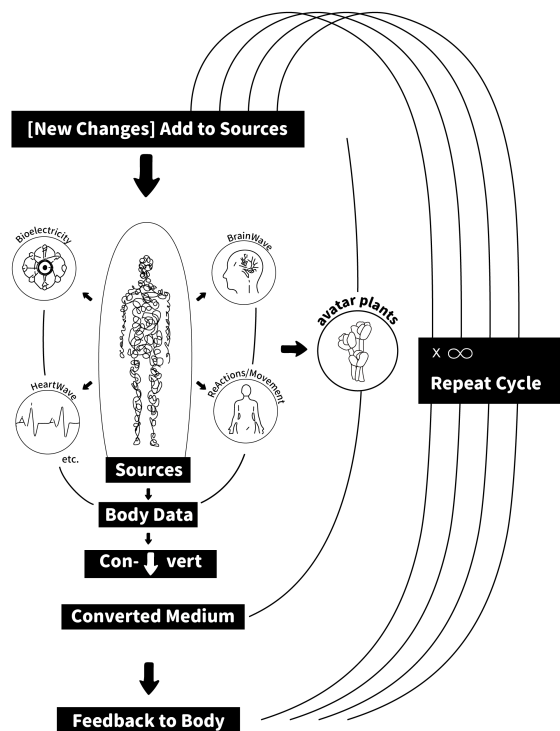 [New Changes] Add to Sources
Bioelectricity
BrainWave
avatar plants
X ∞
Repeat Cycle
HeartWave
ReActions/Movement
etc.
Sources
Body Data
Con- vert
Converted Medium
Feedback to Body